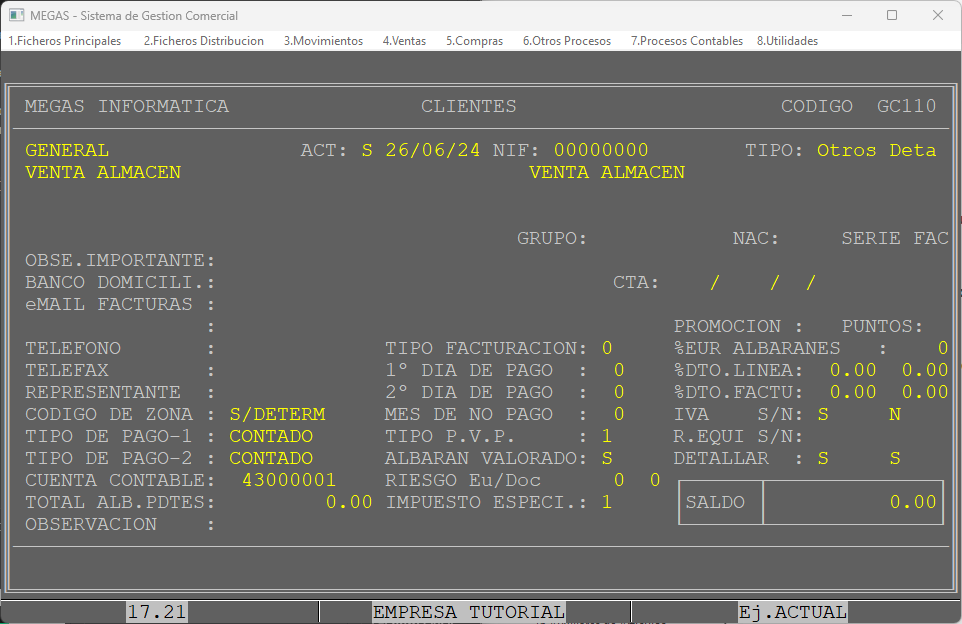 MEGAS - Sistema de Gestion Comercial
1.Ficheros Principales 2.Ficheros Distribucion 3.Movimientos 4.Ventas 5.Compras 6.Otros Procesos 7.Procesos Contables 8.Utilidades
MEGAS INFORMATICA CLIENTES CODIGO GC110
GENERAL ACT: S 26/06/24 NIF: 00000000 TIPO: Otros Deta
VENTA ALMACEN VENTA ALMACEN
GRUPO: NAC: SERIE FAC
OBSE.IMPORTANTE:
BANCO DOMICILI.: CTA: / / /
eMAIL FACTURAS :
: PROMOCION : PUNTOS:
TELEFONO : TIPO FACTURACION: 0 %EUR ALBARANES : 0
TELEFAX : 1º DIA DE PAGO : 0 %DTO.LINEA: 0.00 0.00
REPRESENTANTE : 2º DIA DE PAGO : 0 %DTO.FACTU: 0.00 0.00
CODIGO DE ZONA : S/DETERM MES DE NO PAGO : 0 IVA S/N: S N
TIPO DE PAGO-1 : CONTADO TIPO P.V.P. : 1 R.EQUI S/N:
TIPO DE PAGO-2 : CONTADO ALBARAN VALORADO: S DETALLAR : S S
CUENTA CONTABLE: 43000001 RIESGO Eu/Doc 0 0
TOTAL ALB.PDTES: 0.00 IMPUESTO ESPECI.: 1 SALDO 0.00
OBSERVACION :
17.21 EMPRESA TUTORIAL Ej.ACTUAL